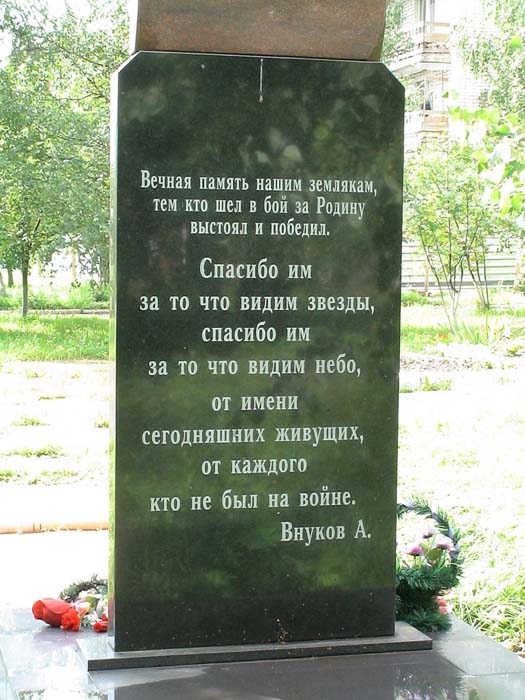 Вечная память нашим землякам,
тем кто шел в бой за Родину
выстоял и победил.
Спасибо им
за то что видим звезды,
спасибо им
за то что видим небо,
от имени
сегодняшних живущих,
от каждого
кто не был на войне.
Внуков А.